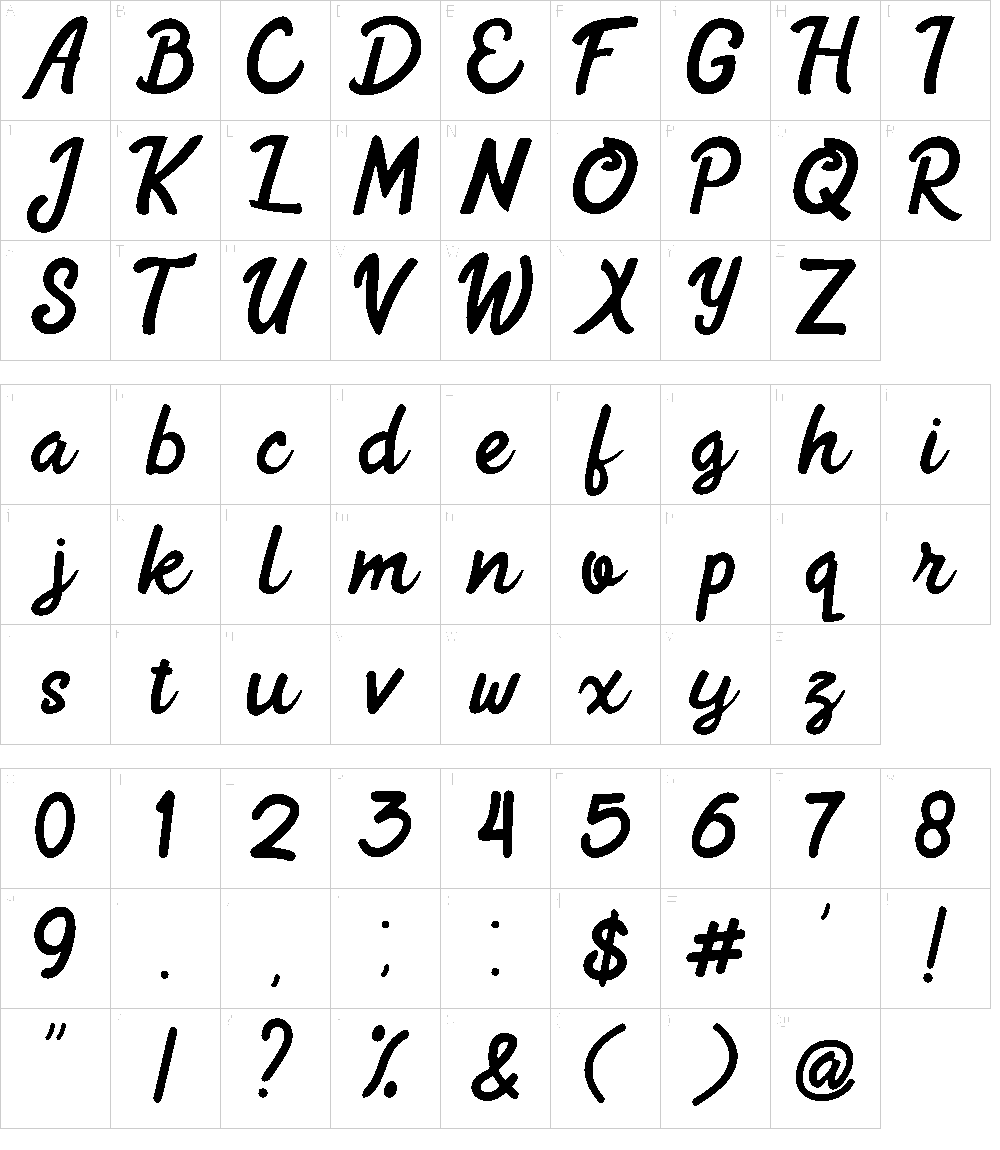 A B C D E F G H I
J K L M N O P Q R
S T U V W X Y Z
a b c d e f g h i
j k l m n o p q r
s t u v w x y z
0 1 2 3 4 5 6 7 8
9 . , ; : $ # ' !
" / ? % & ( ) @